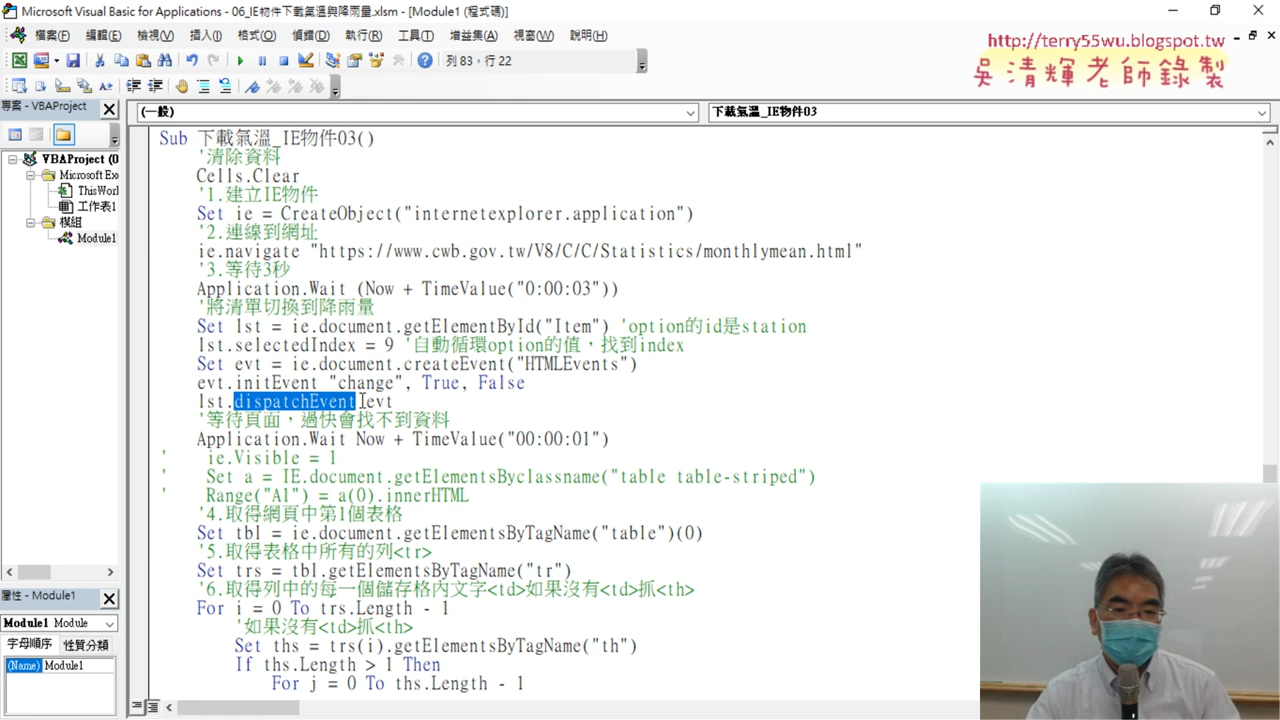 Microsoft Visual Basic for Applications - 06_IE物件下載氣溫與降雨量.xlsm - [Module1 (程式碼)]
檔案(F) 編輯(E) 檢視(V) 插入(I) 格式(O) 偵錯(D) 執行(R) 工具(T) 增益集(A) 視窗(W) 說明(H)
http://terry55wu.blogspot.tw
吳清輝老師錄製
列 83，行 22
專案 - VBAProject
(一般)
下載氣溫_IE物件03
VBAProject (0
Microsoft Ex
ThisWor
工作表1
模組
Module1
屬性 - Module1
Module1 Module
字母順序 性質分類
(Name) Module1
Sub 下載氣溫_IE物件03()
'清除資料
Cells.Clear
'1.建立IE物件
Set ie = CreateObject("internetexplorer.application")
'2.連線到網址
ie.navigate "https://www.cwb.gov.tw/V8/C/C/Statistics/monthlymean.html"
'3.等待3秒
Application.Wait (Now + TimeValue("0:00:03"))
'將清單切換到降雨量
Set lst = ie.document.getElementById("Item") 'option的id是station
lst.selectedIndex = 9 '自動循環option的值，找到index
Set evt = ie.document.createEvent("HTMLEvents")
evt.initEvent "change", True, False
lst.dispatchEvent evt
'等待頁面，過快會找不到資料
Application.Wait Now + TimeValue("00:00:01")
' ie.Visible = 1
' Set a = IE.document.getElementsByclassname("table table-striped")
' Range("A1") = a(0).innerHTML
'4.取得網頁中第1個表格
Set tbl = ie.document.getElementsByTagName("table")(0)
'5.取得表格中所有的列<tr>
Set trs = tbl.getElementsByTagName("tr")
'6.取得列中的每一個儲存格內文字<td>如果沒有<td>抓<th>
For i = 0 To trs.Length - 1
'如果沒有<td>抓<th>
Set ths = trs(i).getElementsByTagName("th")
If ths.Length > 1 Then
For j = 0 To ths.Length - 1